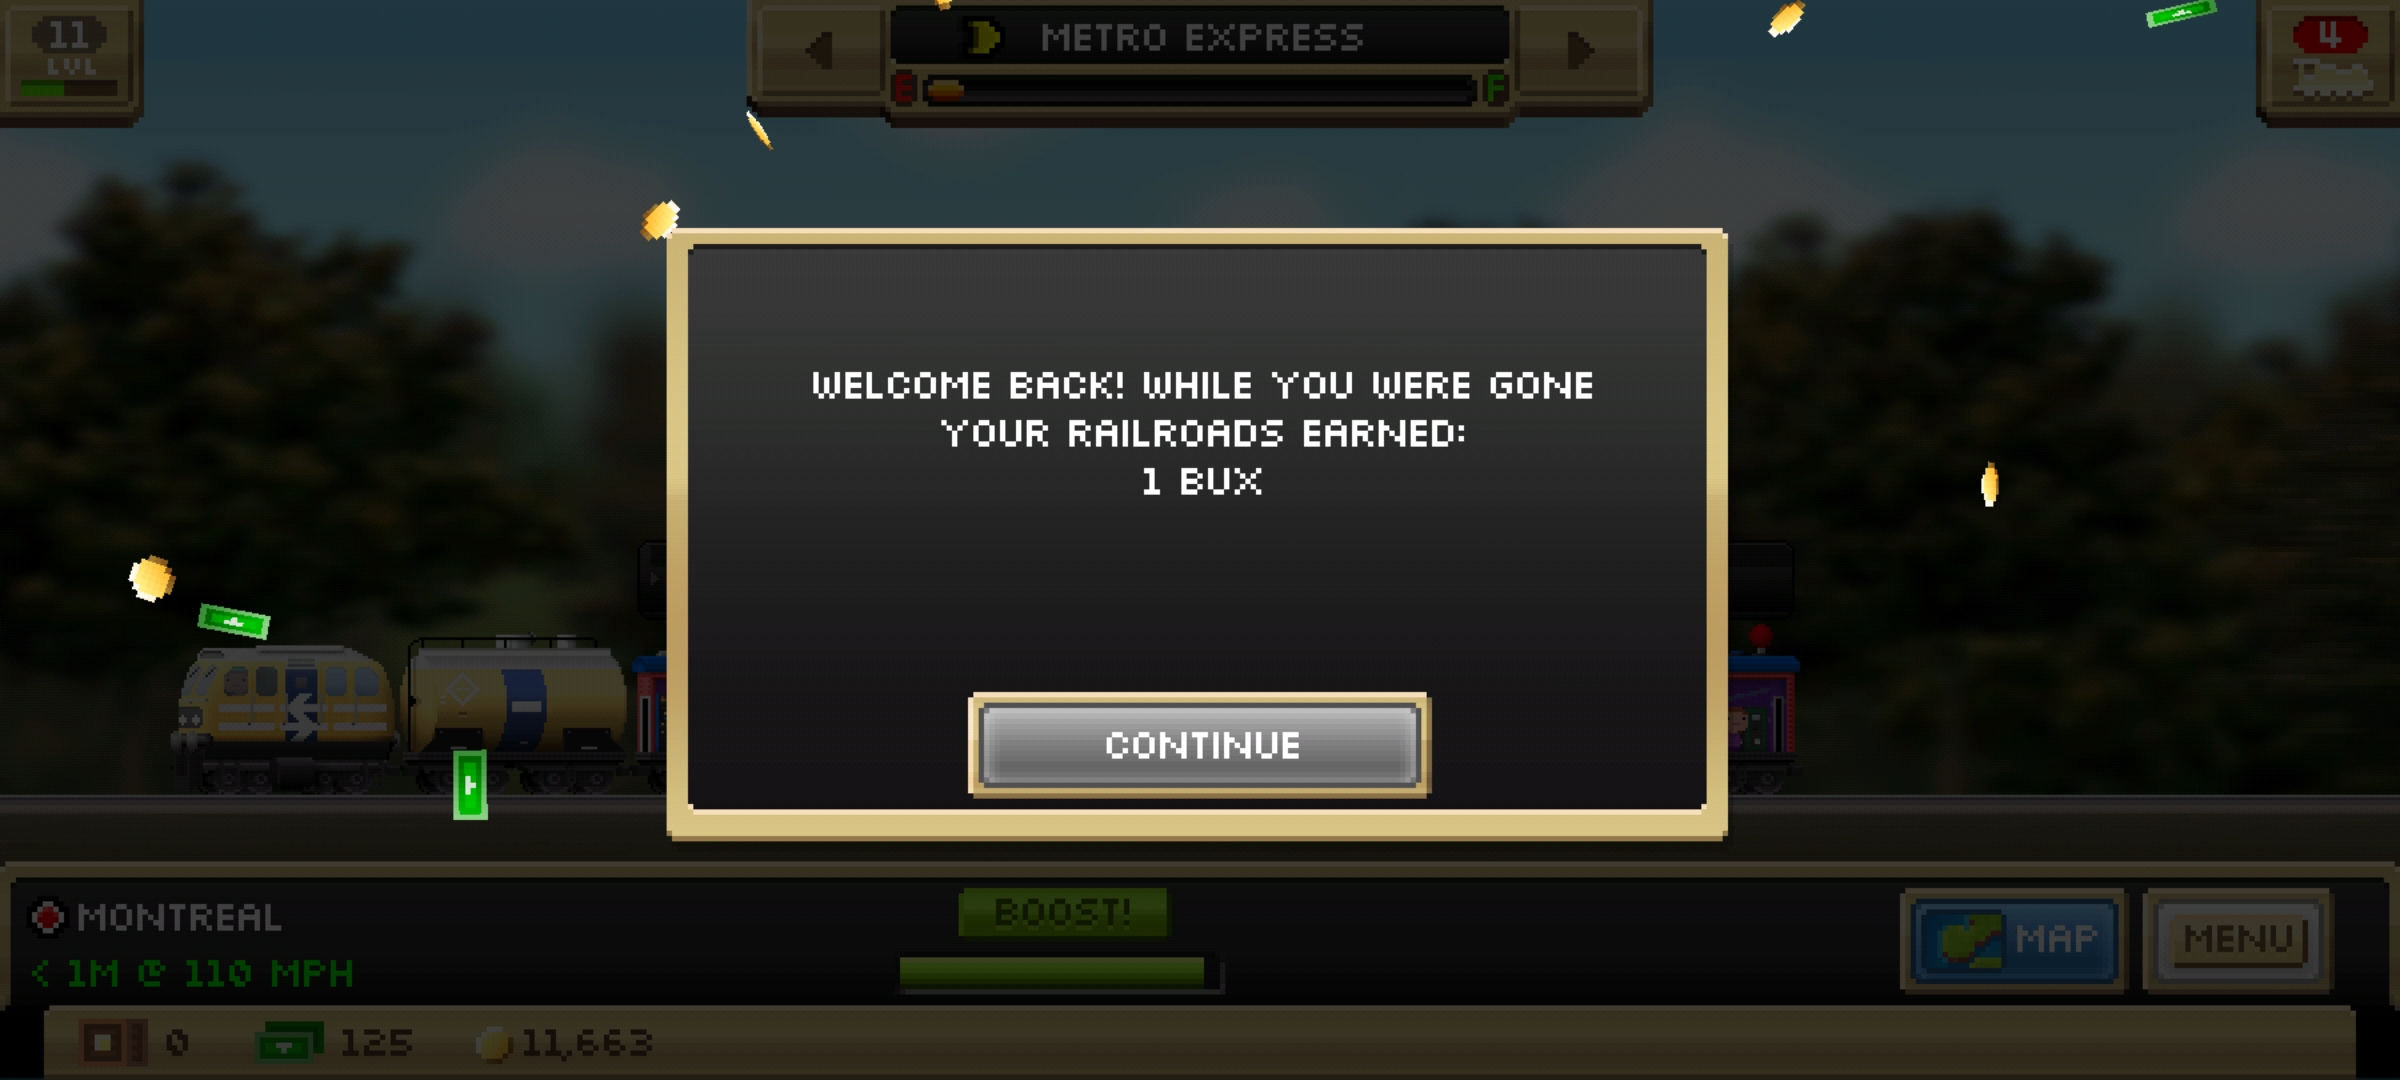 11
LVL
METRO EXPRESS
E F
4
WELCOME BACK! WHILE YOU WERE GONE
YOUR RAILROADS EARNED:
1 BUX
CONTINUE
MONTREAL
BOOST!
MAP
MENU
< 1M @ 110 MPH
0 125 11,663